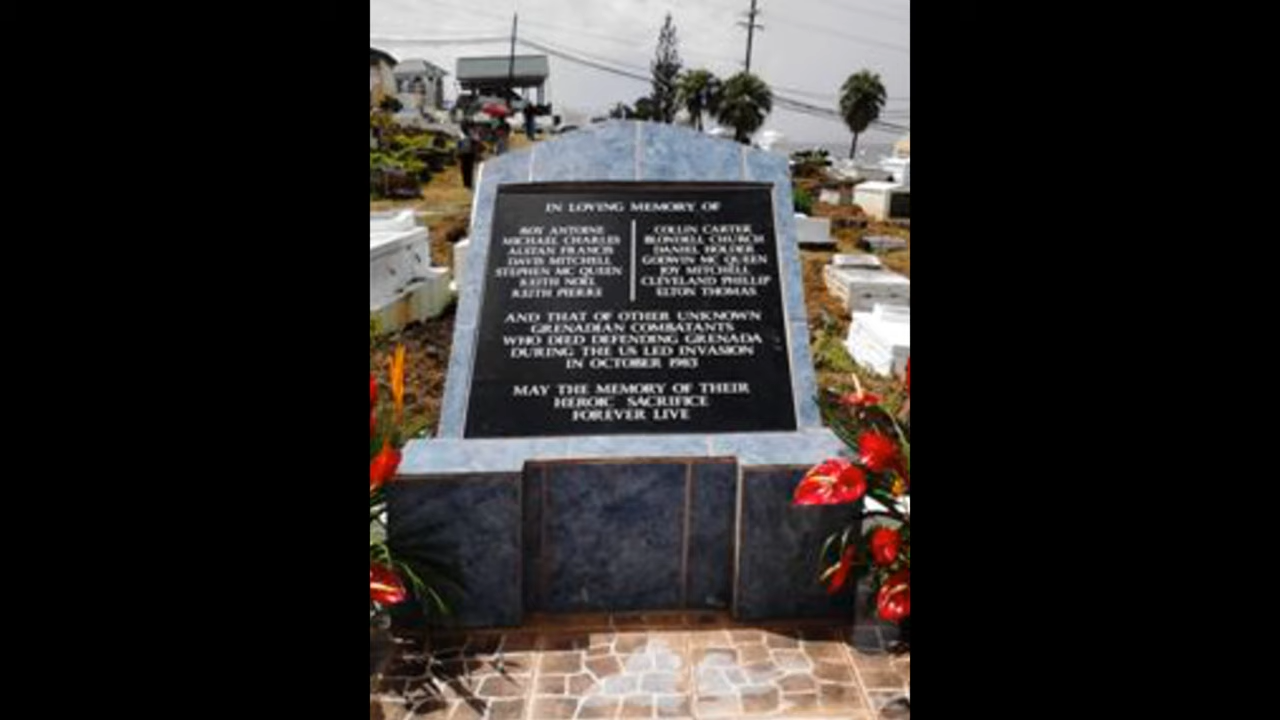 IN LOVING MEMORY OF
ROY ANTOINE
MICHAEL CHARLES
ALSTAN FRANCIS
DAVIS MITCHELL
STEPHEN MC QUEEN
KEITH NOEL
KEITH PIERRE
COLLIN CARTER
BLONDELL CHURCH
DANIEL HOLDER
GODWIN MC QUEEN
JOY MITCHELL
CLEVELAND PHILLIP
ELTON THOMAS
AND THAT OF OTHER UNKNOWN
GRENADIAN COMBATANTS
WHO DIED DEFENDING GRENADA
DURING THE US LED INVASION
IN OCTOBER 1983
MAY THE MEMORY OF THEIR
HEROIC SACRIFICE
FOREVER LIVE